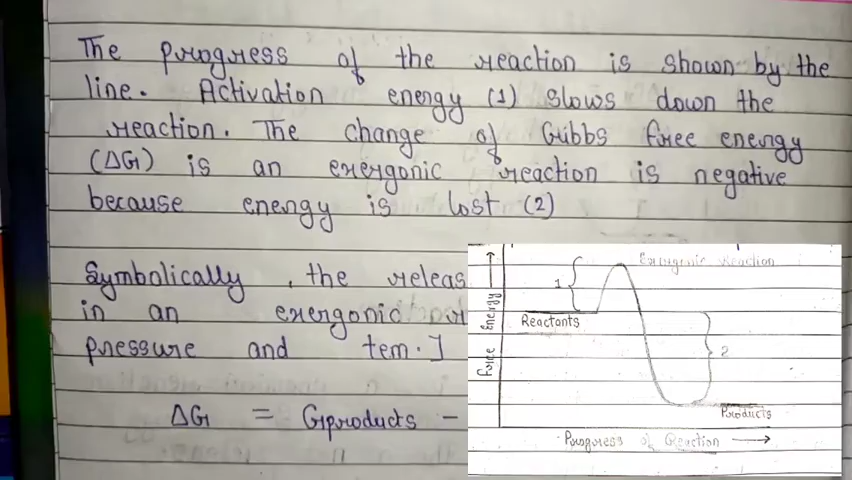 The progress of the reaction is shown by the
line. Activation energy (1) slows down the
reaction. The change of Gibbs free energy
(ΔG) is an exergonic reaction is negative
because energy is lost (2)
Symbolically, the releas
in an exergonic
pressure and tem.]
ΔG = Gproducts -
Exergonic Reaction
1
Free Energy
Reactants
2
Products
Progress of Reaction